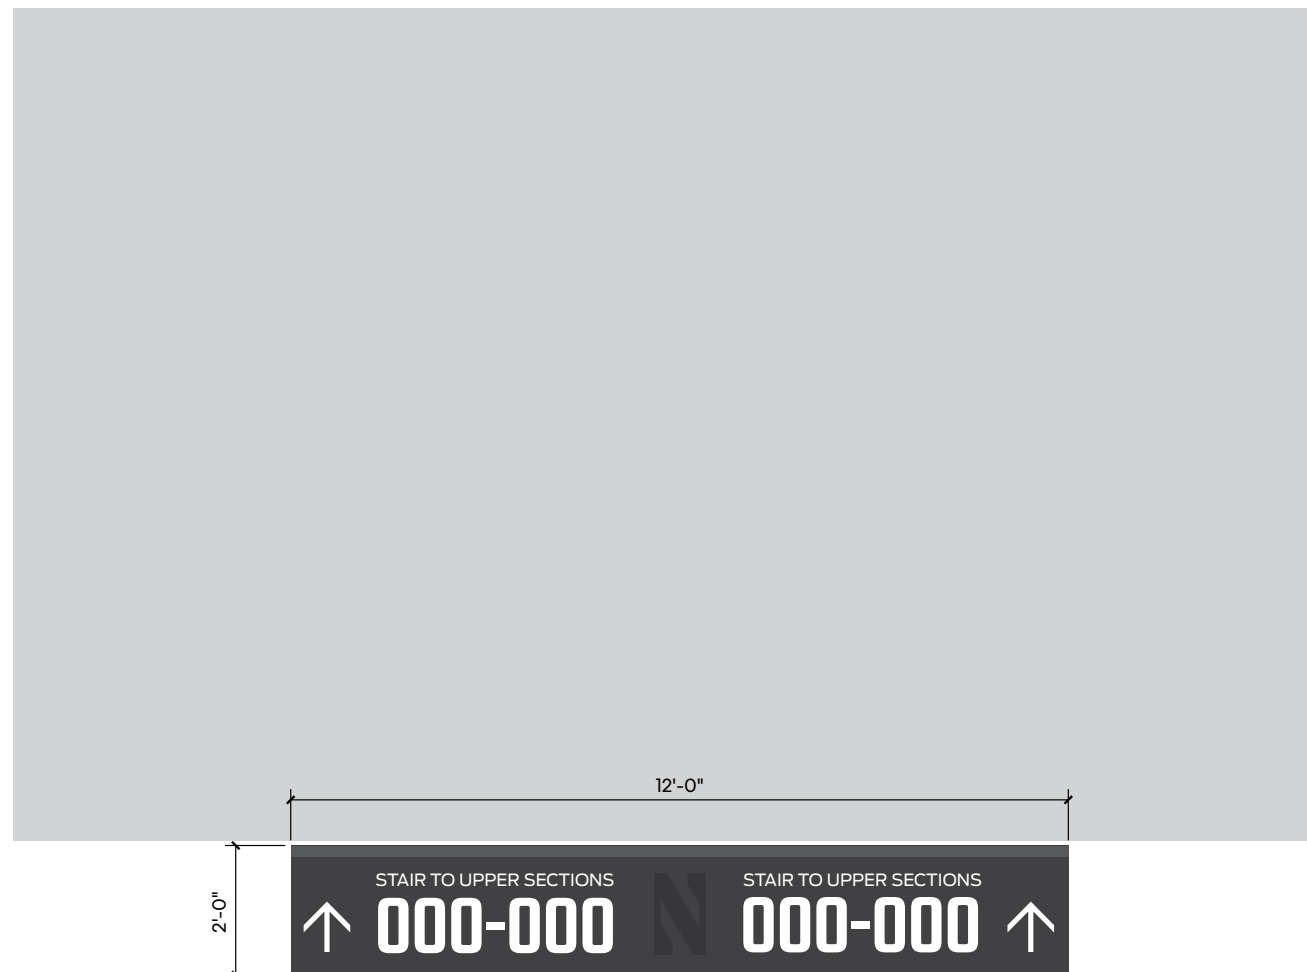 12'-0"
2'-0"
STAIR TO UPPER SECTIONS
000-000
N
STAIR TO UPPER SECTIONS
000-000